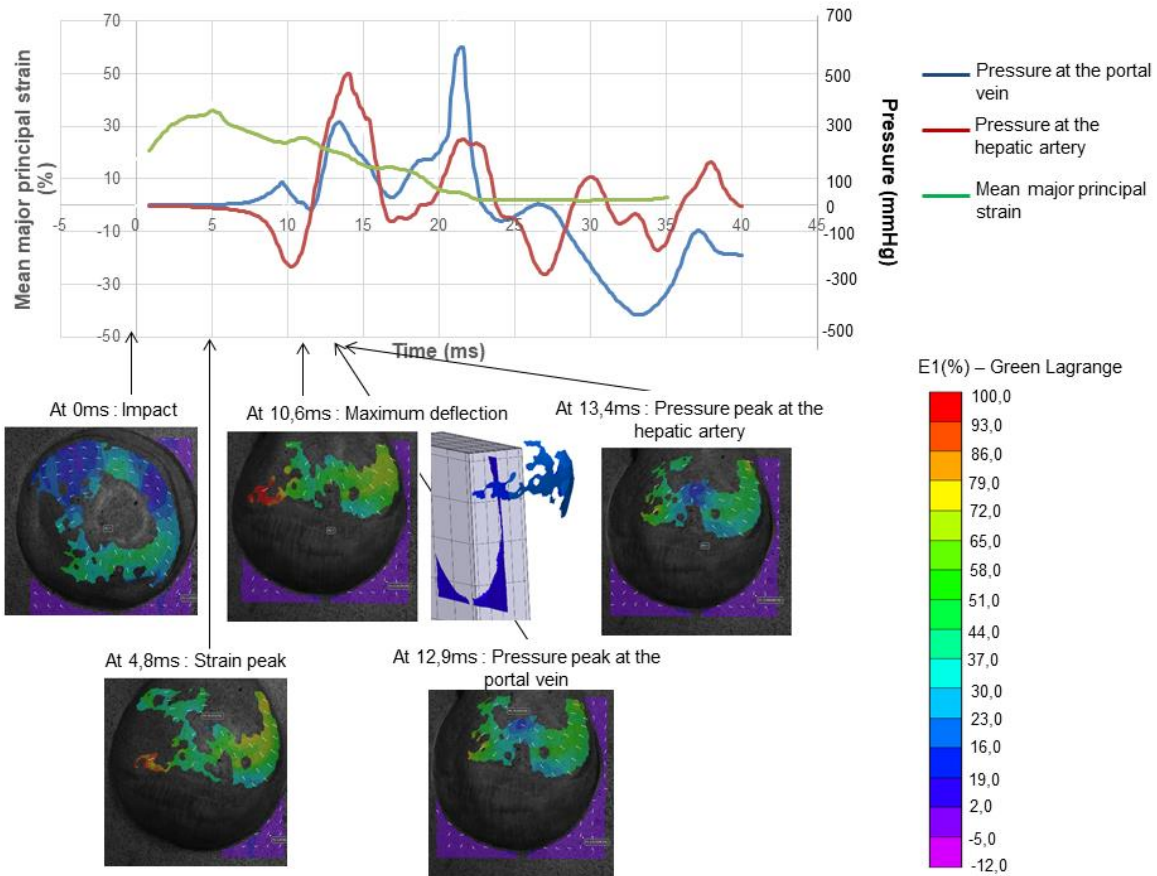 70
50
30
10
-10
-30
-50
-5
0
5
10
15
20
25
30
35
40
45
700
500
300
100
0
-100
-300
-500
Mean major principal strain
(%)
Pressure (mmHg)
Time (ms)
Pressure at the portal
vein
Pressure at the
hepatic artery
Mean major principal
strain
At 0ms : Impact
At 10,6ms : Maximum deflection
At 13,4ms : Pressure peak at the
hepatic artery
At 4,8ms : Strain peak
At 12,9ms : Pressure peak at the
portal vein
E1(%) – Green Lagrange
100,0
93,0
86,0
79,0
72,0
65,0
58,0
51,0
44,0
37,0
30,0
23,0
16,0
19,0
2,0
-5,0
-12,0